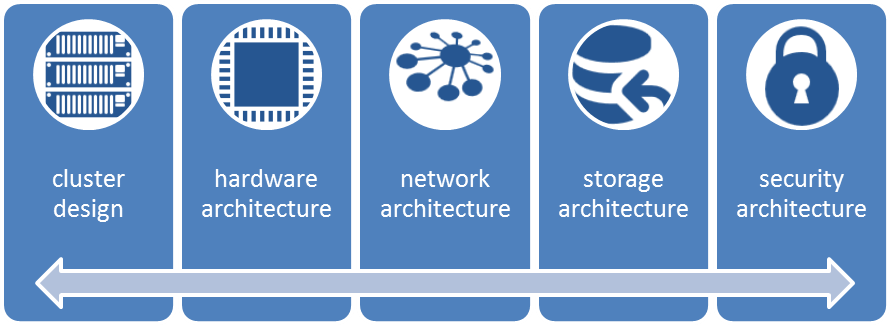 cluster
design
hardware
architecture
network
architecture
storage
architecture
security
architecture